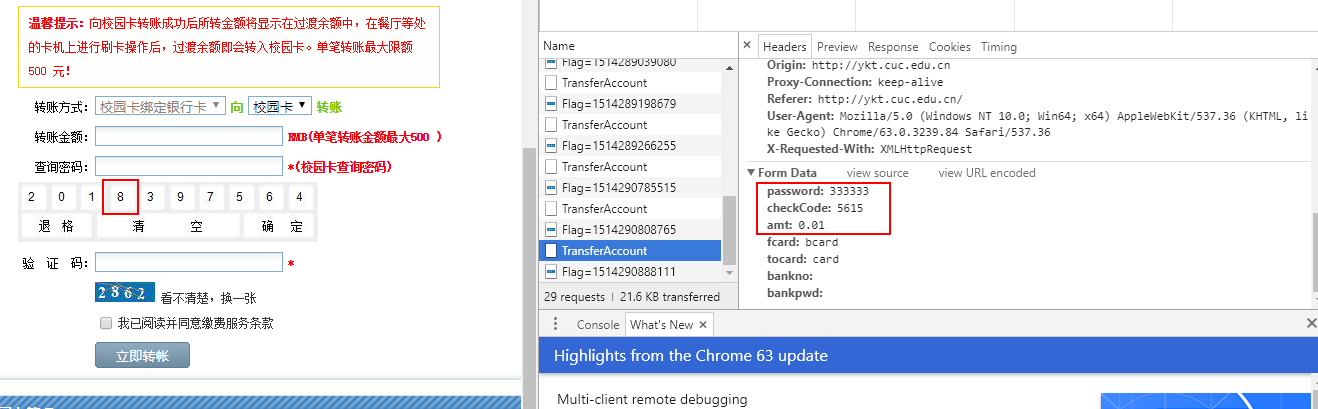 温馨提示：向校园卡转账成功后所转金额将显示在过渡余额中，在餐厅等处
的卡机上进行刷卡操作后，过渡余额即会转入校园卡。单笔转账最大限额
500 元！
转账方式： 校园卡绑定银行卡 向 校园卡 转账
转账金额： RMB(单笔转账金额最大500 )
查询密码： *(校园卡查询密码)
2 0 1 8 3 9 7 5 6 4
退 格 清 空 确 定
验 证 码： *
2862 看不清楚，换一张
我已阅读并同意缴费服务条款
立即转帐
Name
Flag=1514289039080
TransferAccount
Flag=1514289198679
TransferAccount
Flag=1514289266255
TransferAccount
Flag=1514290785515
TransferAccount
Flag=1514290808765
TransferAccount
Flag=1514290888111
29 requests | 21.6 KB transferred
× Headers Preview Response Cookies Timing
Origin: http://ykt.cuc.edu.cn
Proxy-Connection: keep-alive
Referer: http://ykt.cuc.edu.cn/
User-Agent: Mozilla/5.0 (Windows NT 10.0; Win64; x64) AppleWebKit/537.36 (KHTML, li
ke Gecko) Chrome/63.0.3239.84 Safari/537.36
X-Requested-With: XMLHttpRequest
Form Data view source view URL encoded
password: 333333
checkCode: 5615
amt: 0.01
fcard: bcard
tocard: card
bankno:
bankpwd:
Console What's New ×
Highlights from the Chrome 63 update
Multi-client remote debugging